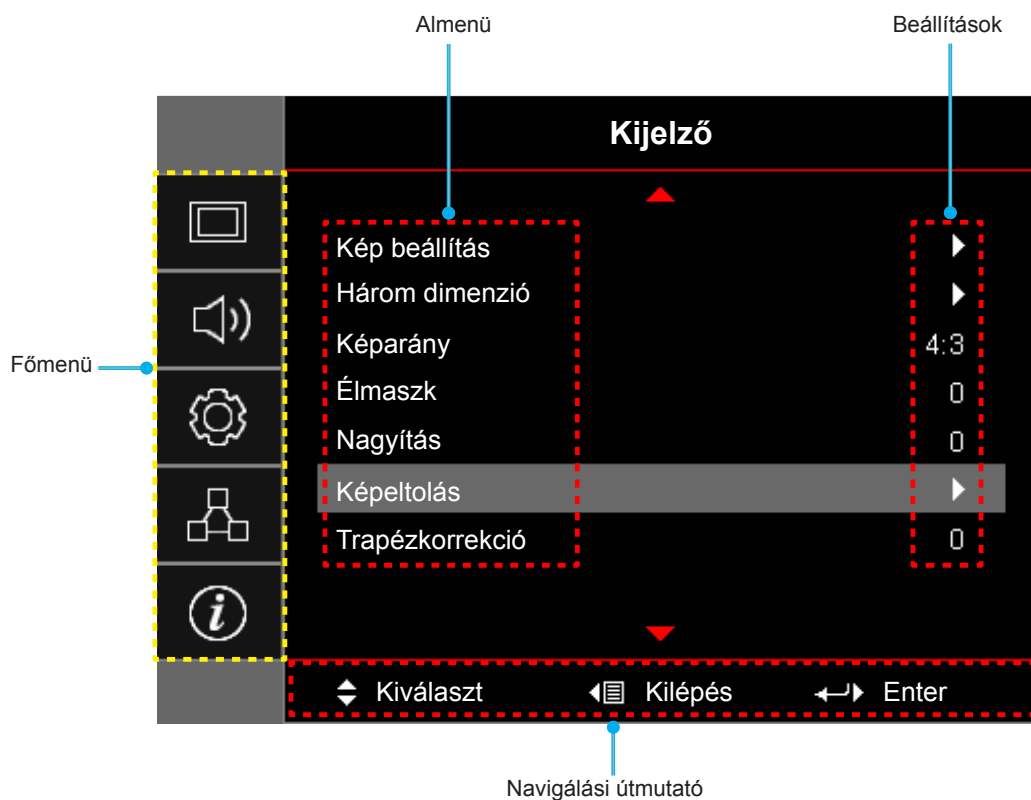 Almenü Beállítások
Kijelző
Kép beállítás
Három dimenzió
Képarány 4:3
Főmenü
Élmaszk 0
Nagyítás 0
Képeltolás
Trapézkorrekció 0
i
Kiválaszt Kilépés Enter
Navigálási útmutató